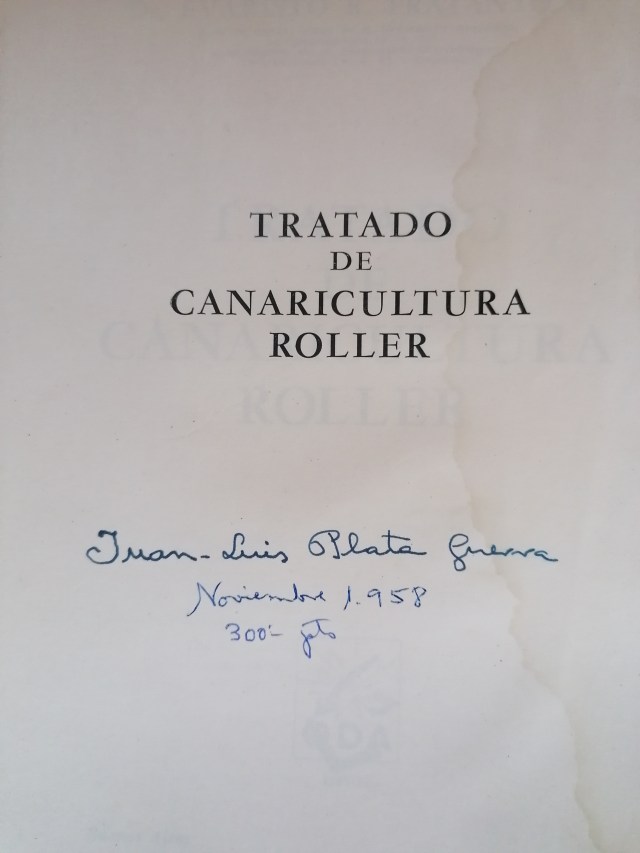 TRATADO
DE
CANARICULTURA
ROLLER
Juan-Luis Plata Guerra
Noviembre 1.958
300'- pts